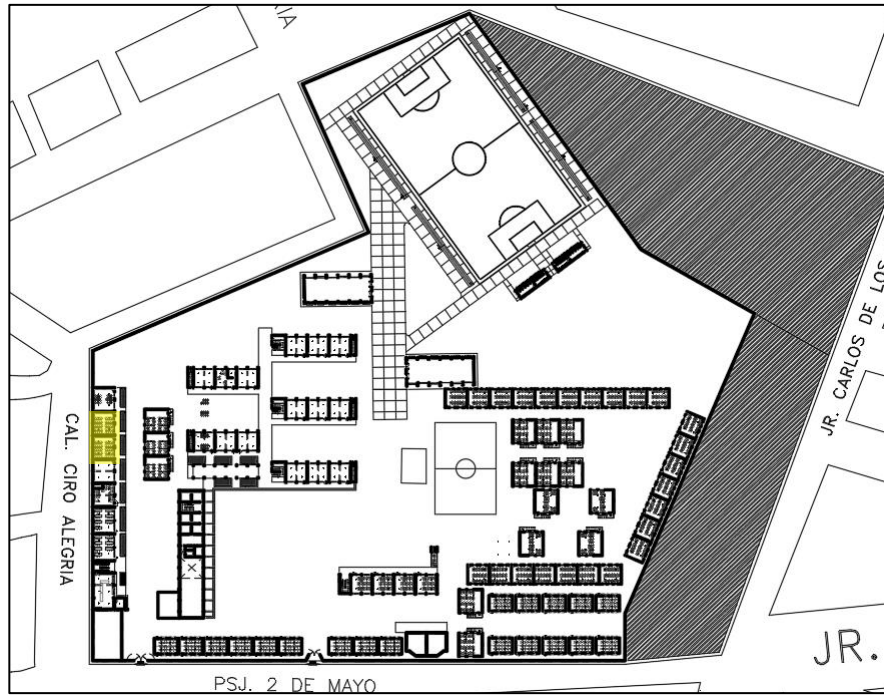 CAL. CIRO ALEGRIA
PSJ. 2 DE MAYO
JR. CARLOS DE LOS
JR.